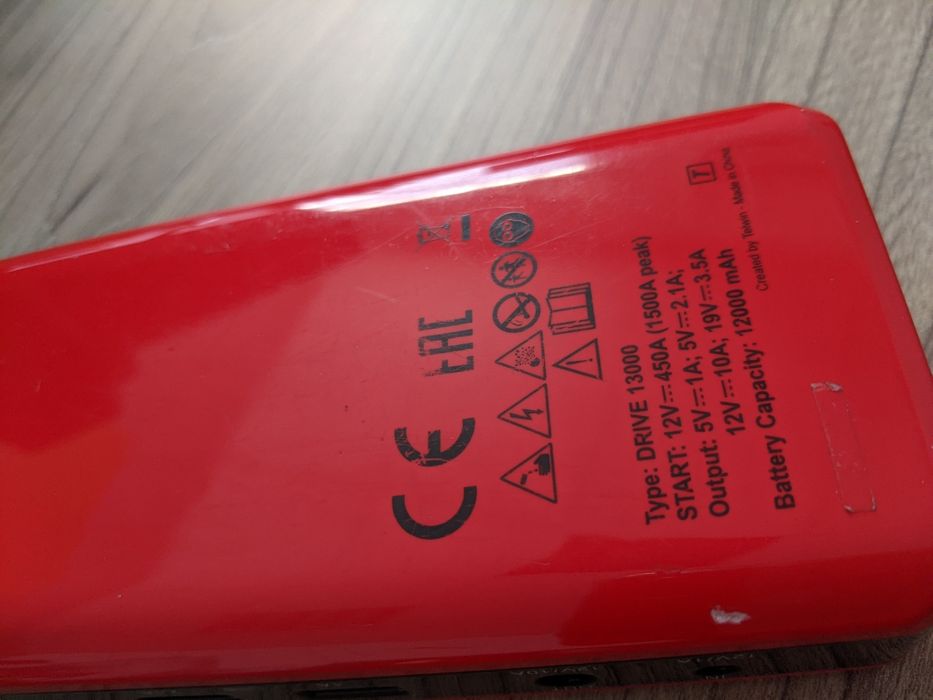 CE EAC
Type: DRIVE 13000
START: 12V⎓450A (1500A peak)
Output: 5V⎓1A; 5V⎓2.1A;
12V⎓10A; 19V⎓3.5A
Battery Capacity: 12000 mAh
T
Created by Telwin - Made in China